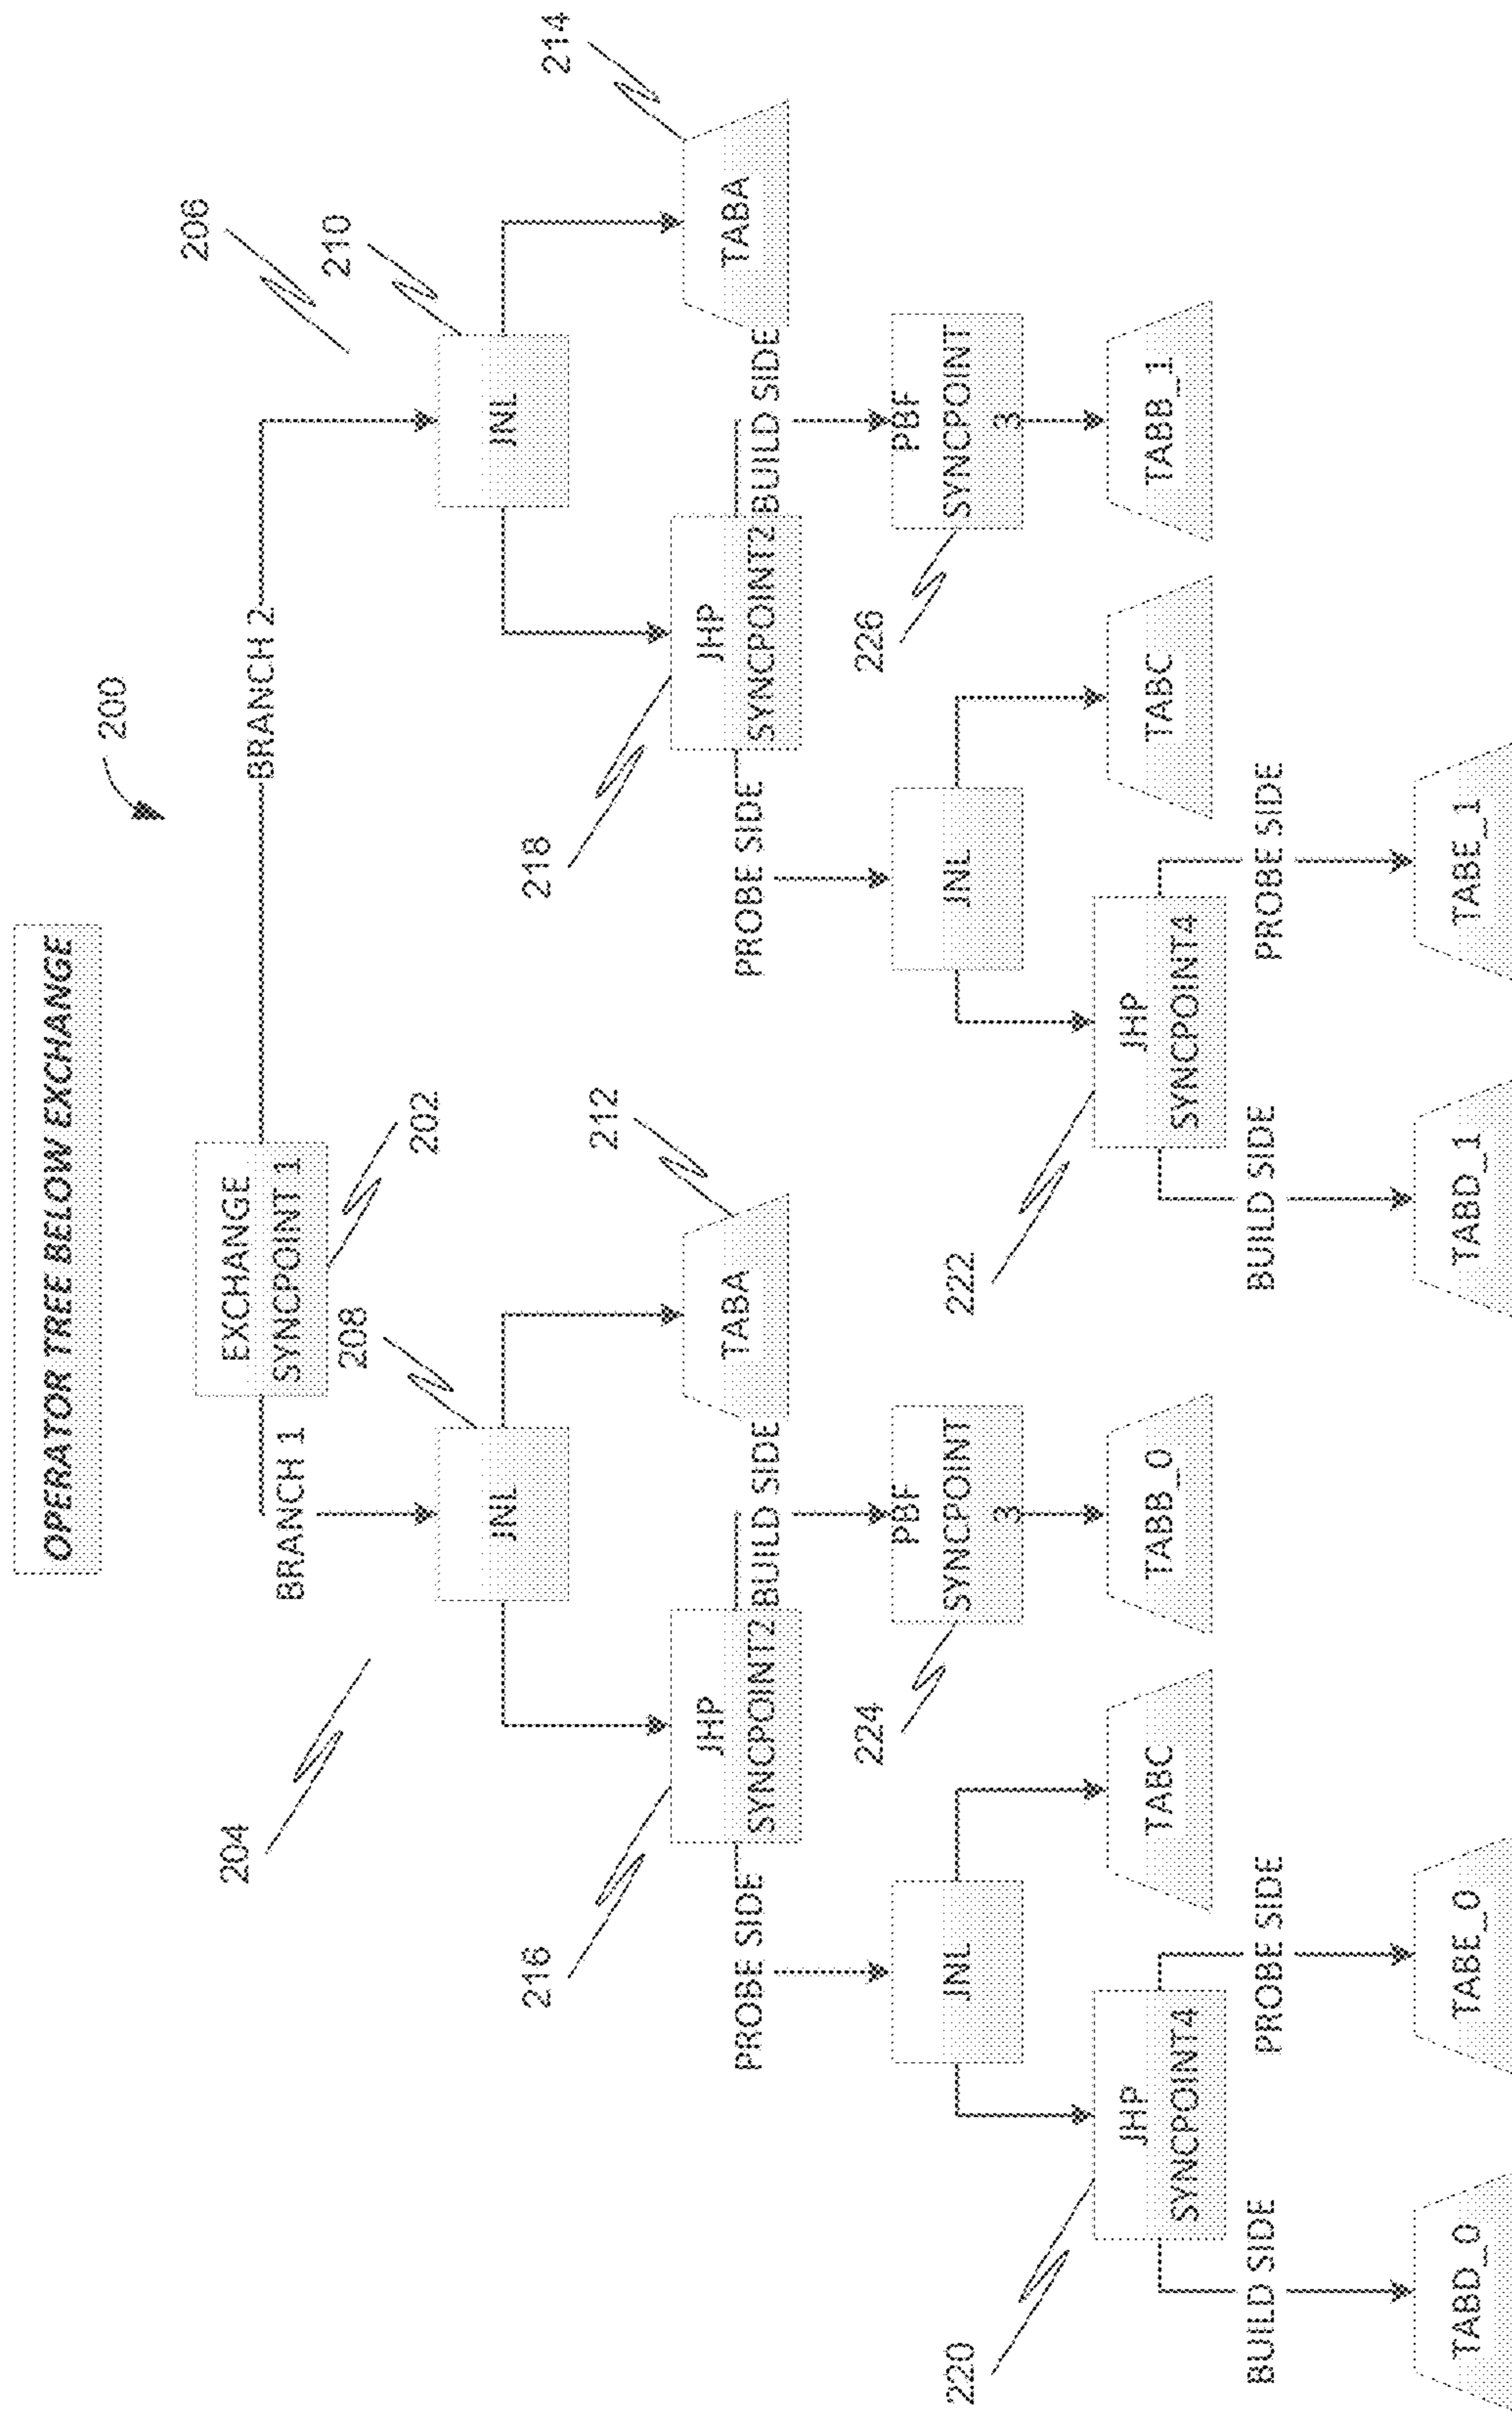 OPERATOR TREE BELOW EXCHANGE
200
EXCHANGE
SYNCPOINT 1
202
BRANCH 1
BRANCH 2
204
206
208
JNL
210
JNL
JHP
SYNCPOINT2
216
TABA
212
JHP
SYNCPOINT2
218
TABA
214
PROBE SIDE
BUILD SIDE
PROBE SIDE
BUILD SIDE
JNL
224
PBF
SYNCPOINT
3
JNL
226
PBF
SYNCPOINT
3
220
JHP
SYNCPOINT4
TABC
TABB_0
222
JHP
SYNCPOINT4
TABC
TABB_1
BUILD SIDE
PROBE SIDE
BUILD SIDE
PROBE SIDE
TABD_0
TABE_0
TABD_1
TABE_1